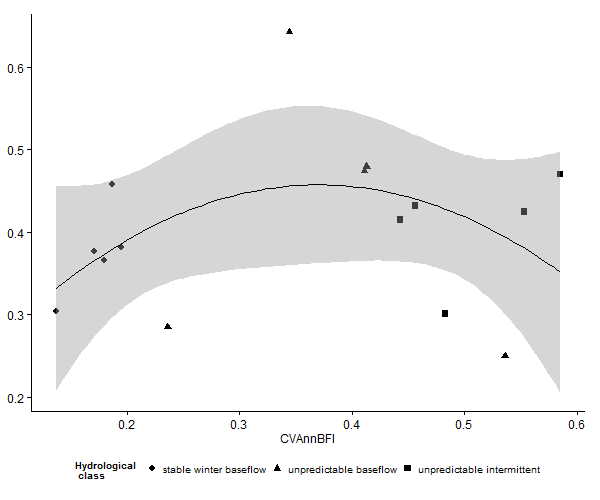 0.6
0.5
0.4
0.3
0.2
0.2 0.3 0.4 0.5 0.6
CVAnnBFI
Hydrological
class
stable winter baseflow unpredictable baseflow unpredictable intermittent